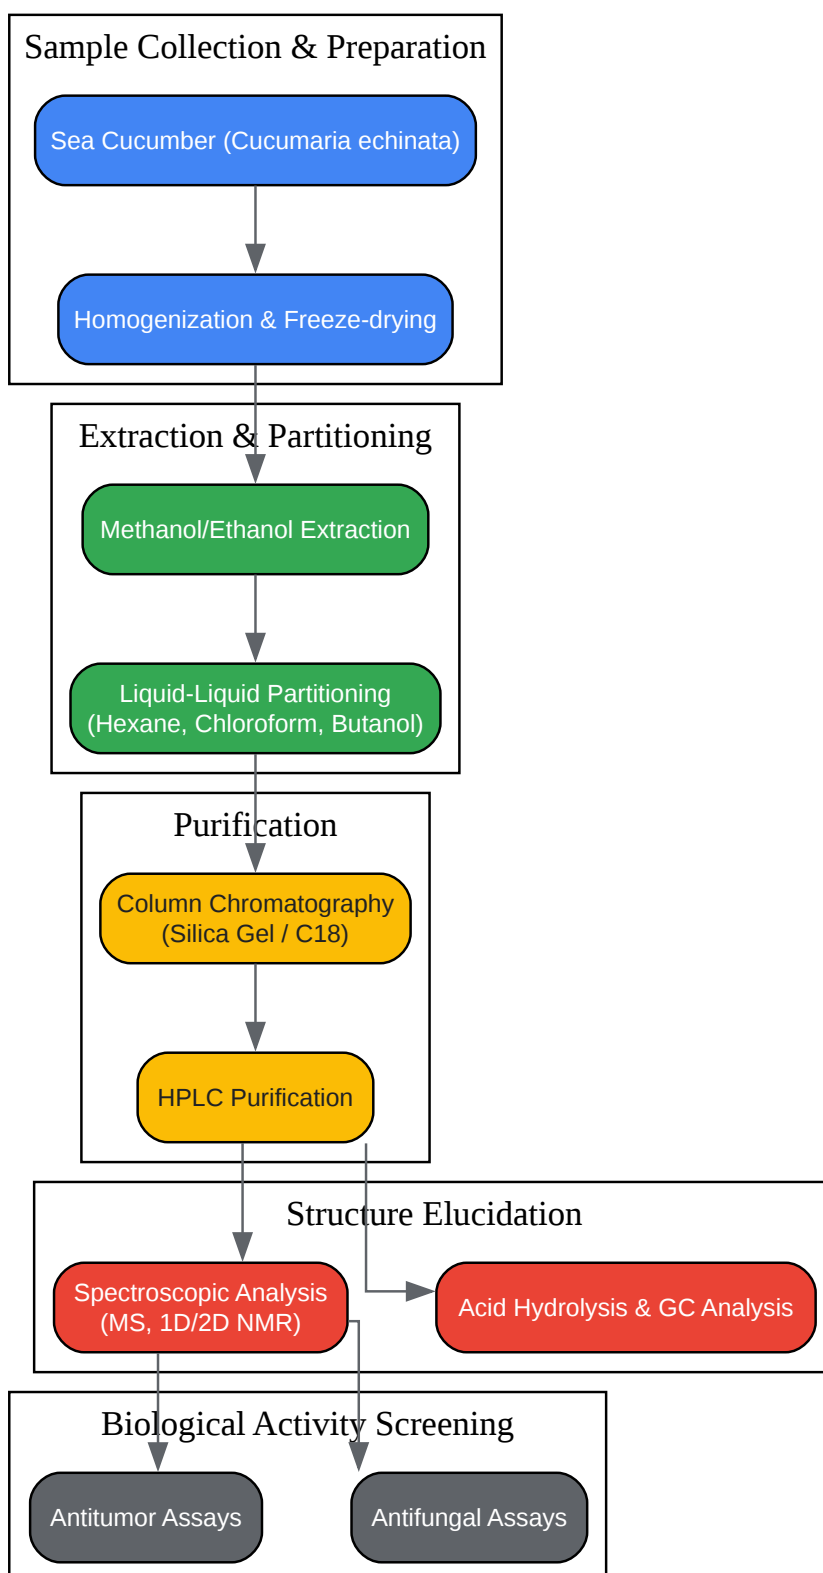 Sample Collection & Preparation
Sea Cucumber (Cucumaria echinata)
Homogenization & Freeze-drying
Extraction & Partitioning
Methanol/Ethanol Extraction
Liquid-Liquid Partitioning
(Hexane, Chloroform, Butanol)
Purification
Column Chromatography
(Silica Gel / C18)
HPLC Purification
Structure Elucidation
Spectroscopic Analysis
(MS, 1D/2D NMR)
Acid Hydrolysis & GC Analysis
Biological Activity Screening
Antitumor Assays
Antifungal Assays